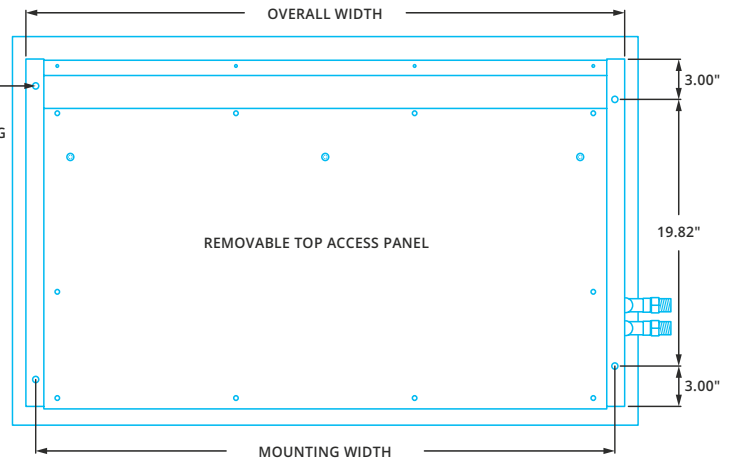 OVERALL WIDTH
3.00"
G
19.82"
REMOVABLE TOP ACCESS PANEL
3.00"
MOUNTING WIDTH